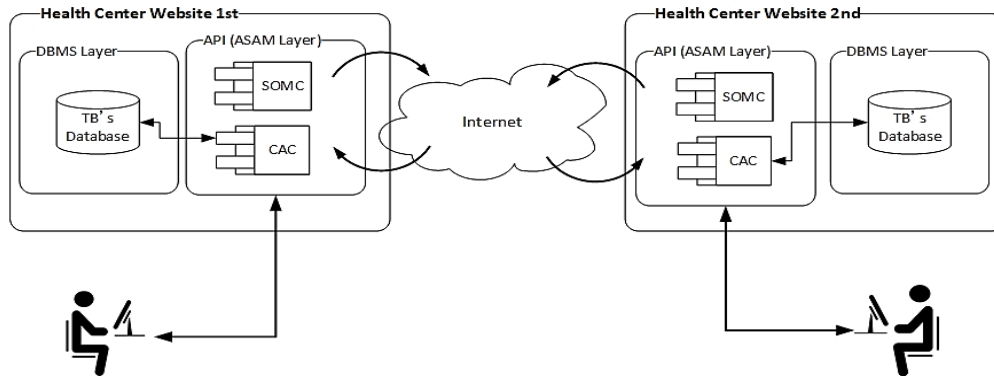 Health Center Website 1st
DBMS Layer
TB's
Database
API (ASAM Layer)
SOMC
CAC
Internet
Health Center Website 2nd
API (ASAM Layer)
SOMC
CAC
DBMS Layer
TB's
Database